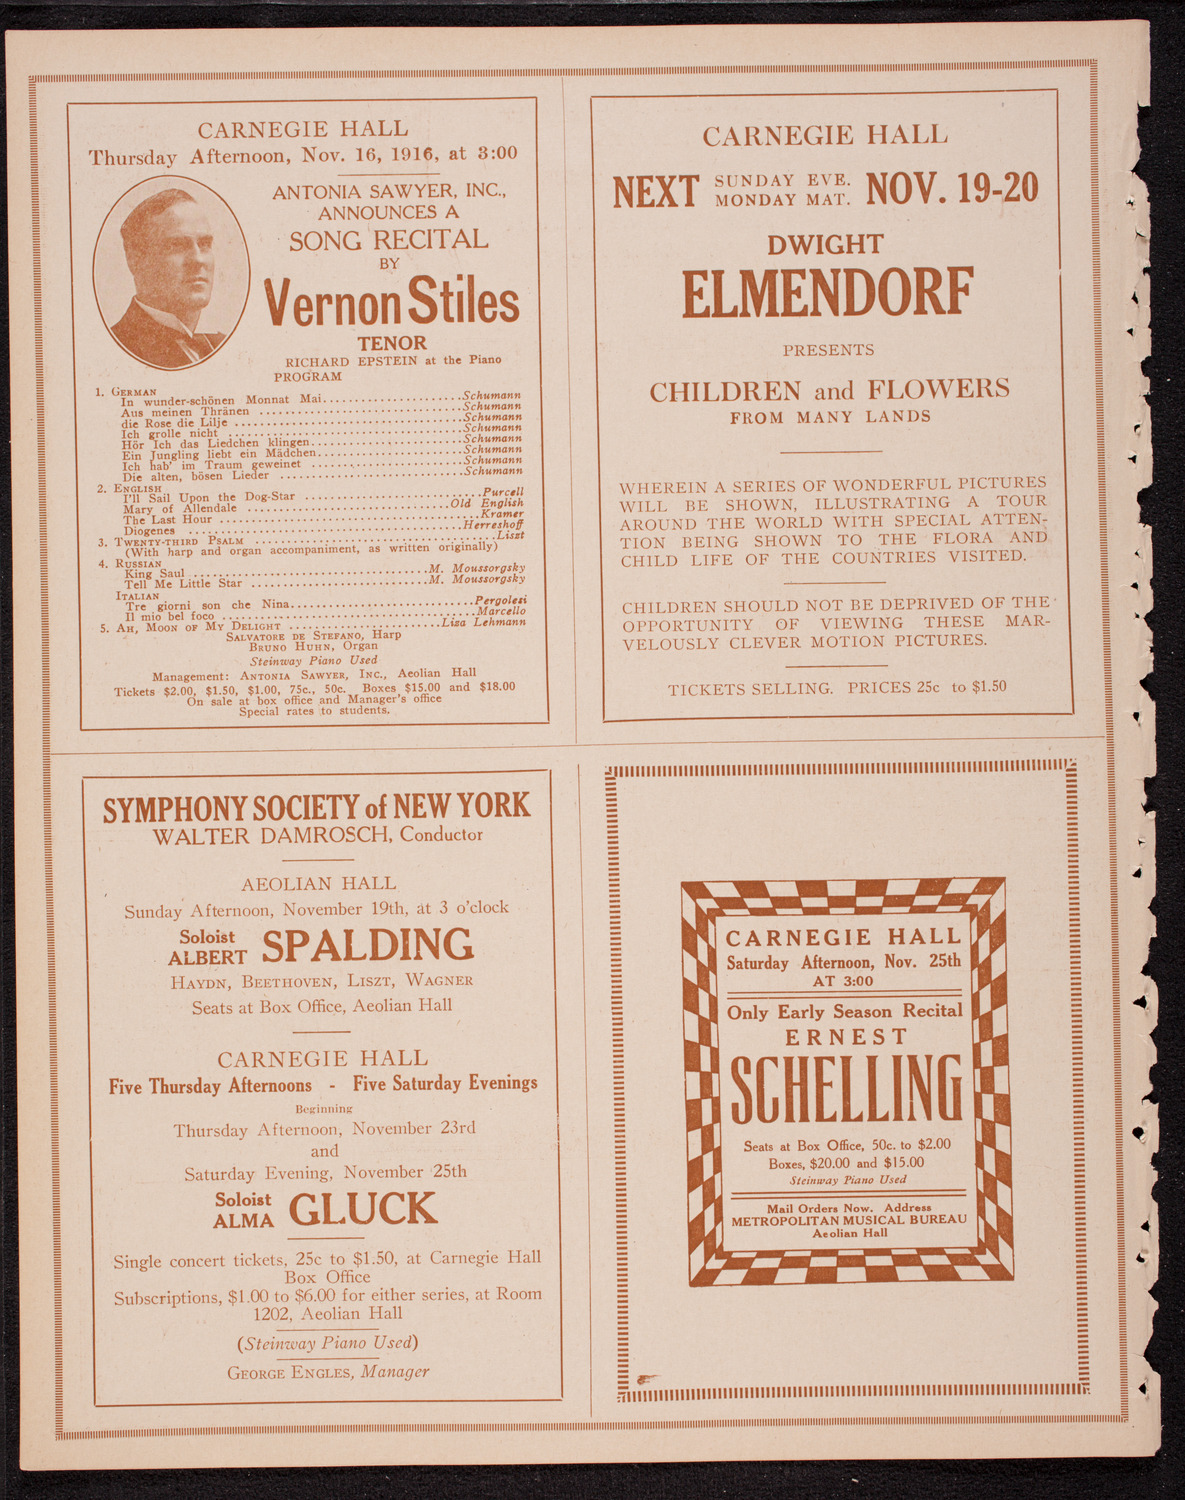 CARNEGIE HALL
Thursday Afternoon, Nov. 16, 1916, at 3:00
ANTONIA SAWYER, INC.,
ANNOUNCES A
SONG RECITAL
BY
Vernon Stiles
TENOR
RICHARD EPSTEIN at the Piano
PROGRAM
1. GERMAN
In wunder-schönen Monnat Mai.....................Schumann
Aus meinen Thränen ..............................Schumann
die Rose die Lilje ..................................Schumann
Ich grolle nicht ...................................Schumann
Hör Ich das Liedchen klingen......................Schumann
Ein Jungling liebt ein Mädchen.....................Schumann
Ich hab' im Traum geweinet ......................Schumann
Die alten, bösen Lieder ...........................Schumann
2. ENGLISH
I'll Sail Upon the Dog-Star ..........................Purcell
Mary of Allendale ..............................Old English
The Last Hour .......................................Kramer
Diogenes .........................................Herreshoff
3. TWENTY-THIRD PSALM .....................................Liszt
(With harp and organ accompaniment, as written originally)
4. RUSSIAN
King Saul ...................................M. Moussorgsky
Tell Me Little Star ..........................M. Moussorgsky
ITALIAN
Tre giorni son che Nina............................Pergolesi
Il mio bel foco ......................................Marcello
5. AH, MOON OF MY DELIGHT .......................Liza Lehmann
SALVATORE DE STEFANO, Harp
BRUNO HUHN, Organ
Steinway Piano Used
Management: ANTONIA SAWYER, INC., Aeolian Hall
Tickets $2.00, $1.50, $1.00, 75c., 50c. Boxes $15.00 and $18.00
On sale at box office and Manager's office
Special rates to students.
CARNEGIE HALL
NEXT SUNDAY EVE. MONDAY MAT. NOV. 19-20
DWIGHT
ELMENDORF
PRESENTS
CHILDREN and FLOWERS
FROM MANY LANDS
WHEREIN A SERIES OF WONDERFUL PICTURES
WILL BE SHOWN, ILLUSTRATING A TOUR
AROUND THE WORLD WITH SPECIAL ATTEN-
TION BEING SHOWN TO THE FLORA AND
CHILD LIFE OF THE COUNTRIES VISITED.
CHILDREN SHOULD NOT BE DEPRIVED OF THE
OPPORTUNITY OF VIEWING THESE MAR-
VELOUSLY CLEVER MOTION PICTURES.
TICKETS SELLING. PRICES 25c to $1.50
SYMPHONY SOCIETY of NEW YORK
WALTER DAMROSCH, Conductor
AEOLIAN HALL
Sunday Afternoon, November 19th, at 3 o'clock
Soloist ALBERT SPALDING
HAYDN, BEETHOVEN, LISZT, WAGNER
Seats at Box Office, Aeolian Hall
CARNEGIE HALL
Five Thursday Afternoons - Five Saturday Evenings
Beginning
Thursday Afternoon, November 23rd
and
Saturday Evening, November 25th
Soloist ALMA GLUCK
Single concert tickets, 25c to $1.50, at Carnegie Hall
Box Office
Subscriptions, $1.00 to $6.00 for either series, at Room
1202, Aeolian Hall
(Steinway Piano Used)
GEORGE ENGLES, Manager
CARNEGIE HALL
Saturday Afternoon, Nov. 25th
AT 3:00
Only Early Season Recital
ERNEST
SCHELLING
Seats at Box Office, 50c. to $2.00
Boxes, $20.00 and $15.00
Steinway Piano Used
Mail Orders Now. Address
METROPOLITAN MUSICAL BUREAU
Aeolian Hall